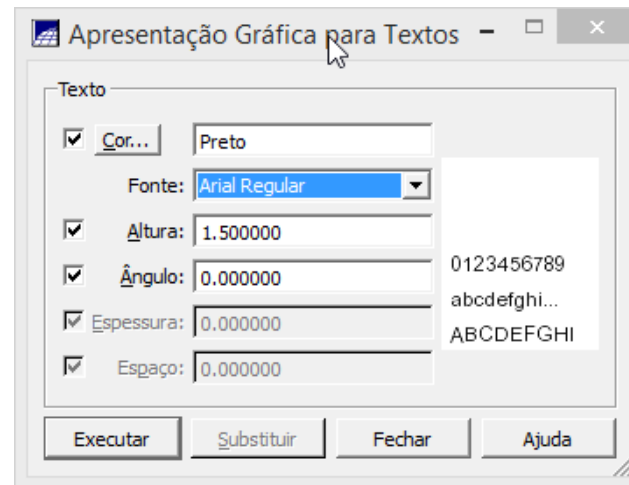 Apresentação Gráfica para Textos
Texto
Cor... Preto
Fonte: Arial Regular
Altura: 1.500000
Ângulo: 0.000000
Espessura: 0.000000
Espaço: 0.000000
0123456789
abcdefghi...
ABCDEFGHI
Executar Substituir Fechar Ajuda